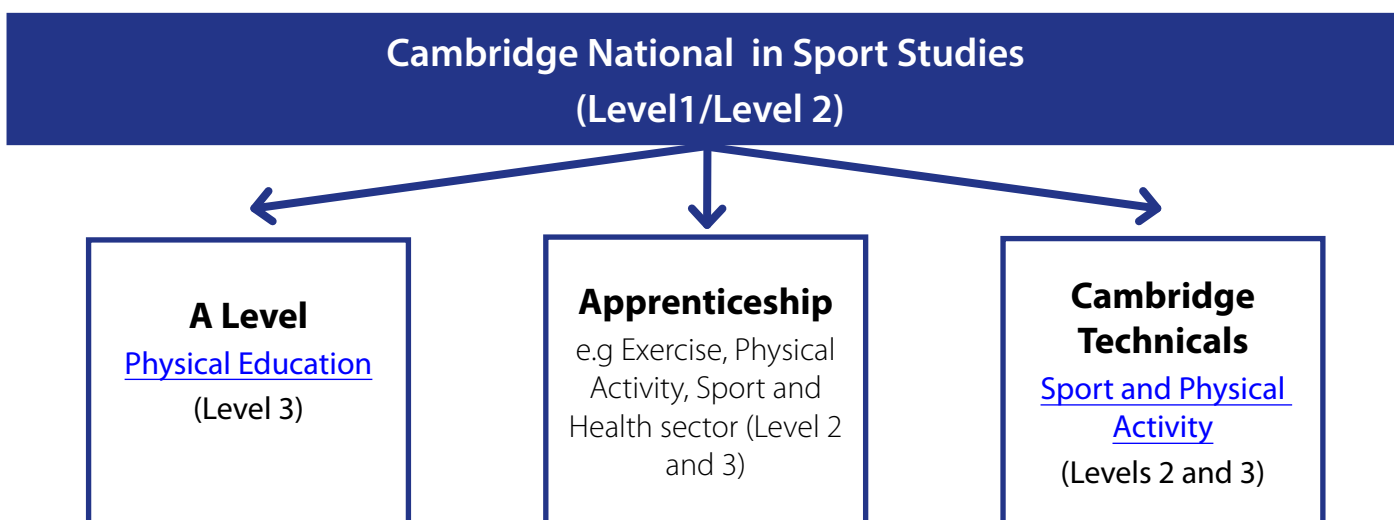 Cambridge National in Sport Studies
(Level1/Level 2)
A Level
Physical Education
(Level 3)
Apprenticeship
e.g Exercise, Physical
Activity, Sport and
Health sector (Level 2
and 3)
Cambridge
Technicals
Sport and Physical
Activity
(Levels 2 and 3)